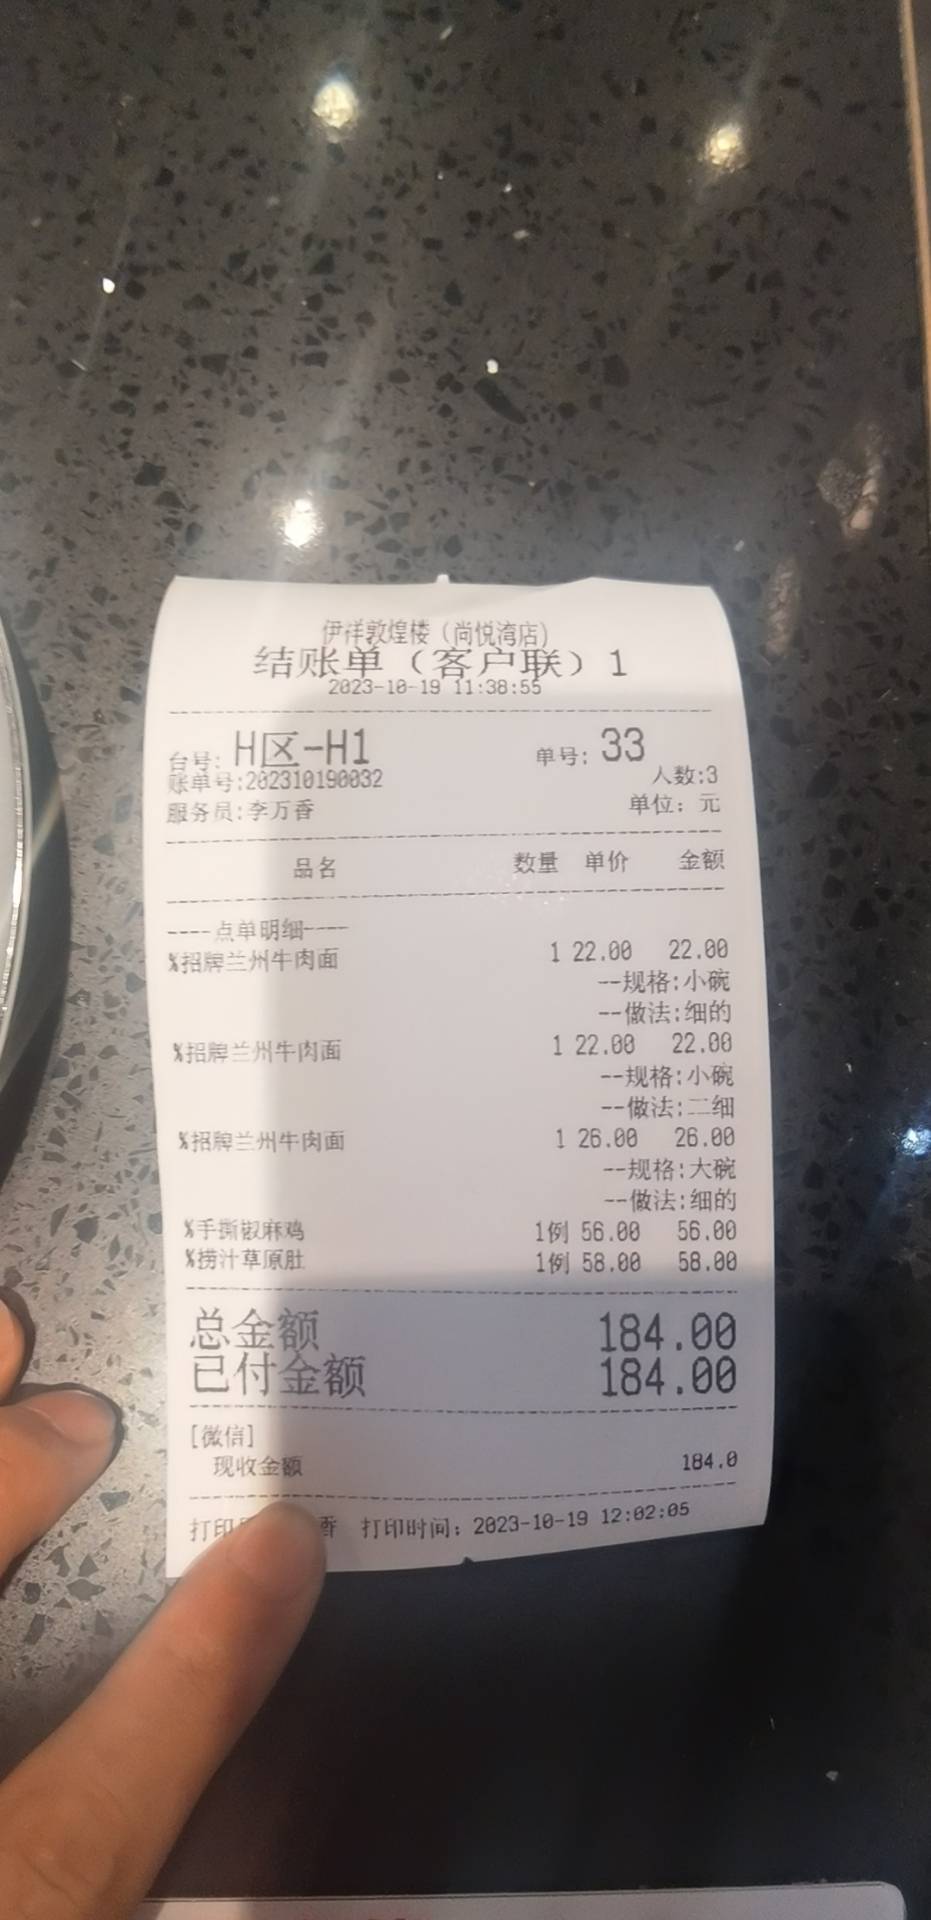 伊祥敦煌楼（尚悦湾店）
结账单（客户联）1
2023-10-19 11:38:55
台号: H区-H1 单号: 33
账单号:202310190032 人数:3
服务员:李万香 单位: 元
品名 数量 单价 金额
----点单明细----
%招牌兰州牛肉面 1 22.00 22.00
--规格:小碗
--做法:细的
%招牌兰州牛肉面 1 22.00 22.00
--规格:小碗
--做法:二细
%招牌兰州牛肉面 1 26.00 26.00
--规格:大碗
--做法:细的
%手撕椒麻鸡 1例 56.00 56.00
%捞汁草原肚 1例 58.00 58.00
总金额 184.00
已付金额 184.00
[微信]
现收金额 184.0
打印 香 打印时间: 2023-10-19 12:02:05